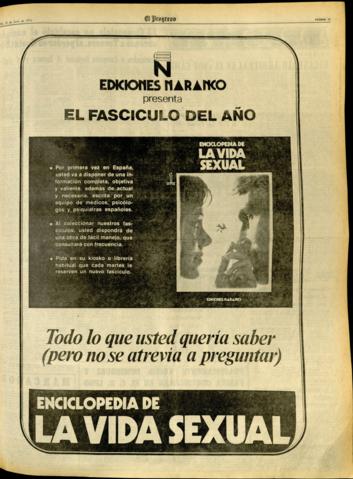 El Progreso
N
EDICIONES NARANCO
presenta
EL FASCICULO DEL AÑO
Por primera vez en España,
usted va a disponer de una in-
formación completa, objetiva
y valiente, además de actual
y necesaria, escrita por un
equipo de médicos, psicólo-
gos y psiquiatras españoles.
Al coleccionar nuestros fas-
cículos, usted dispondrá de
una obra de fácil manejo, que
consultará con frecuencia.
Pida en su kiosko o librería
habitual que cada martes le
reserven un nuevo fascículo.
ENCICLOPEDIA DE
LA VIDA
SEXUAL
EDICIONES NARANCO
Todo lo que usted quería saber
(pero no se atrevia a preguntar)
ENCICLOPEDIA DE
LA VIDA SEXUAL